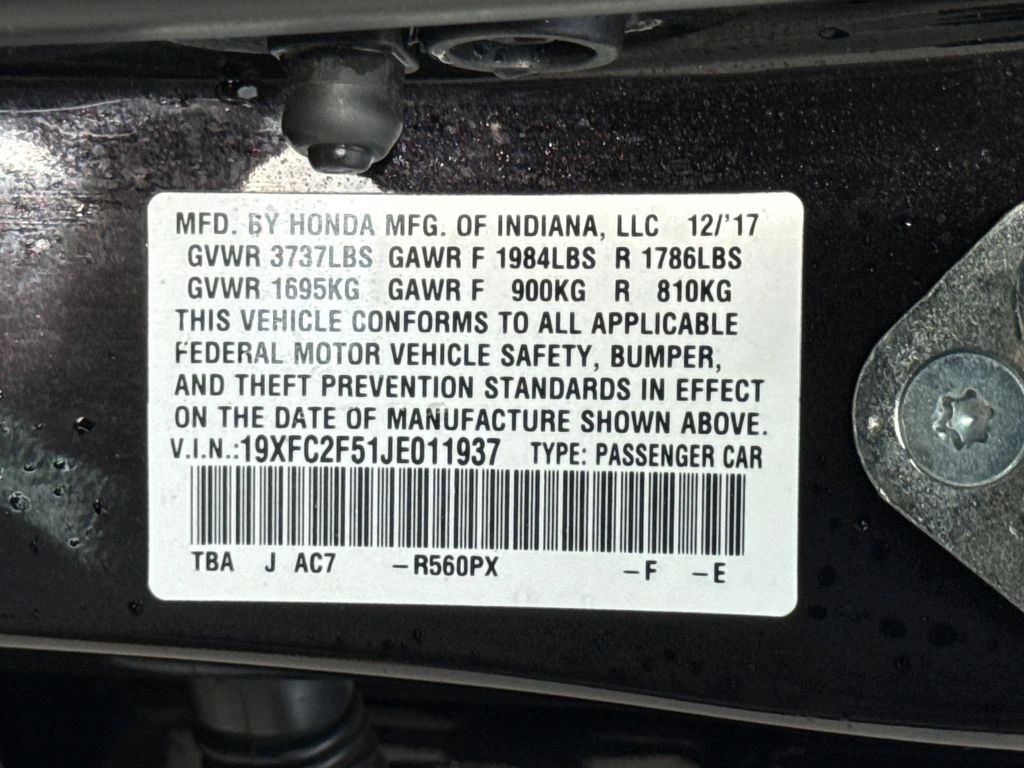 MFD. BY HONDA MFG. OF INDIANA, LLC 12/'17
GVWR 3737LBS GAWR F 1984LBS R 1786LBS
GVWR 1695KG GAWR F 900KG R 810KG
THIS VEHICLE CONFORMS TO ALL APPLICABLE
FEDERAL MOTOR VEHICLE SAFETY, BUMPER,
AND THEFT PREVENTION STANDARDS IN EFFECT
ON THE DATE OF MANUFACTURE SHOWN ABOVE.
V.I.N.:19XFC2F51JE011937 TYPE: PASSENGER CAR
TBA J AC7 –R560PX –F –E